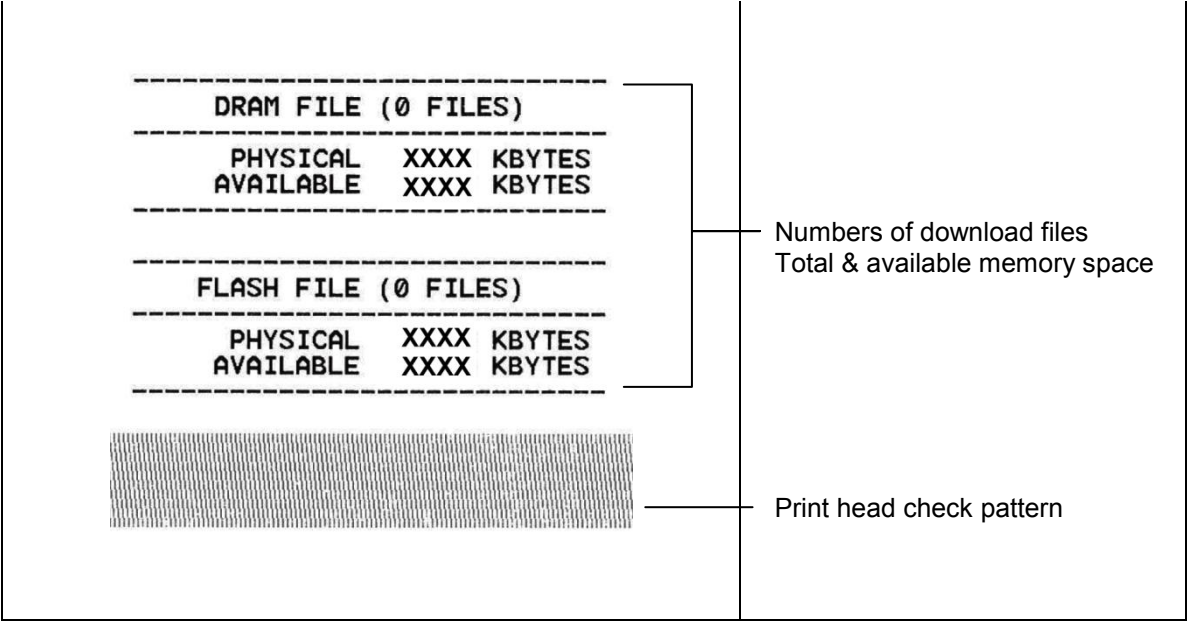 DRAM FILE (0 FILES)
PHYSICAL XXXX KBYTES
AVAILABLE XXXX KBYTES
FLASH FILE (0 FILES)
PHYSICAL XXXX KBYTES
AVAILABLE XXXX KBYTES
Numbers of download files
Total & available memory space
Print head check pattern